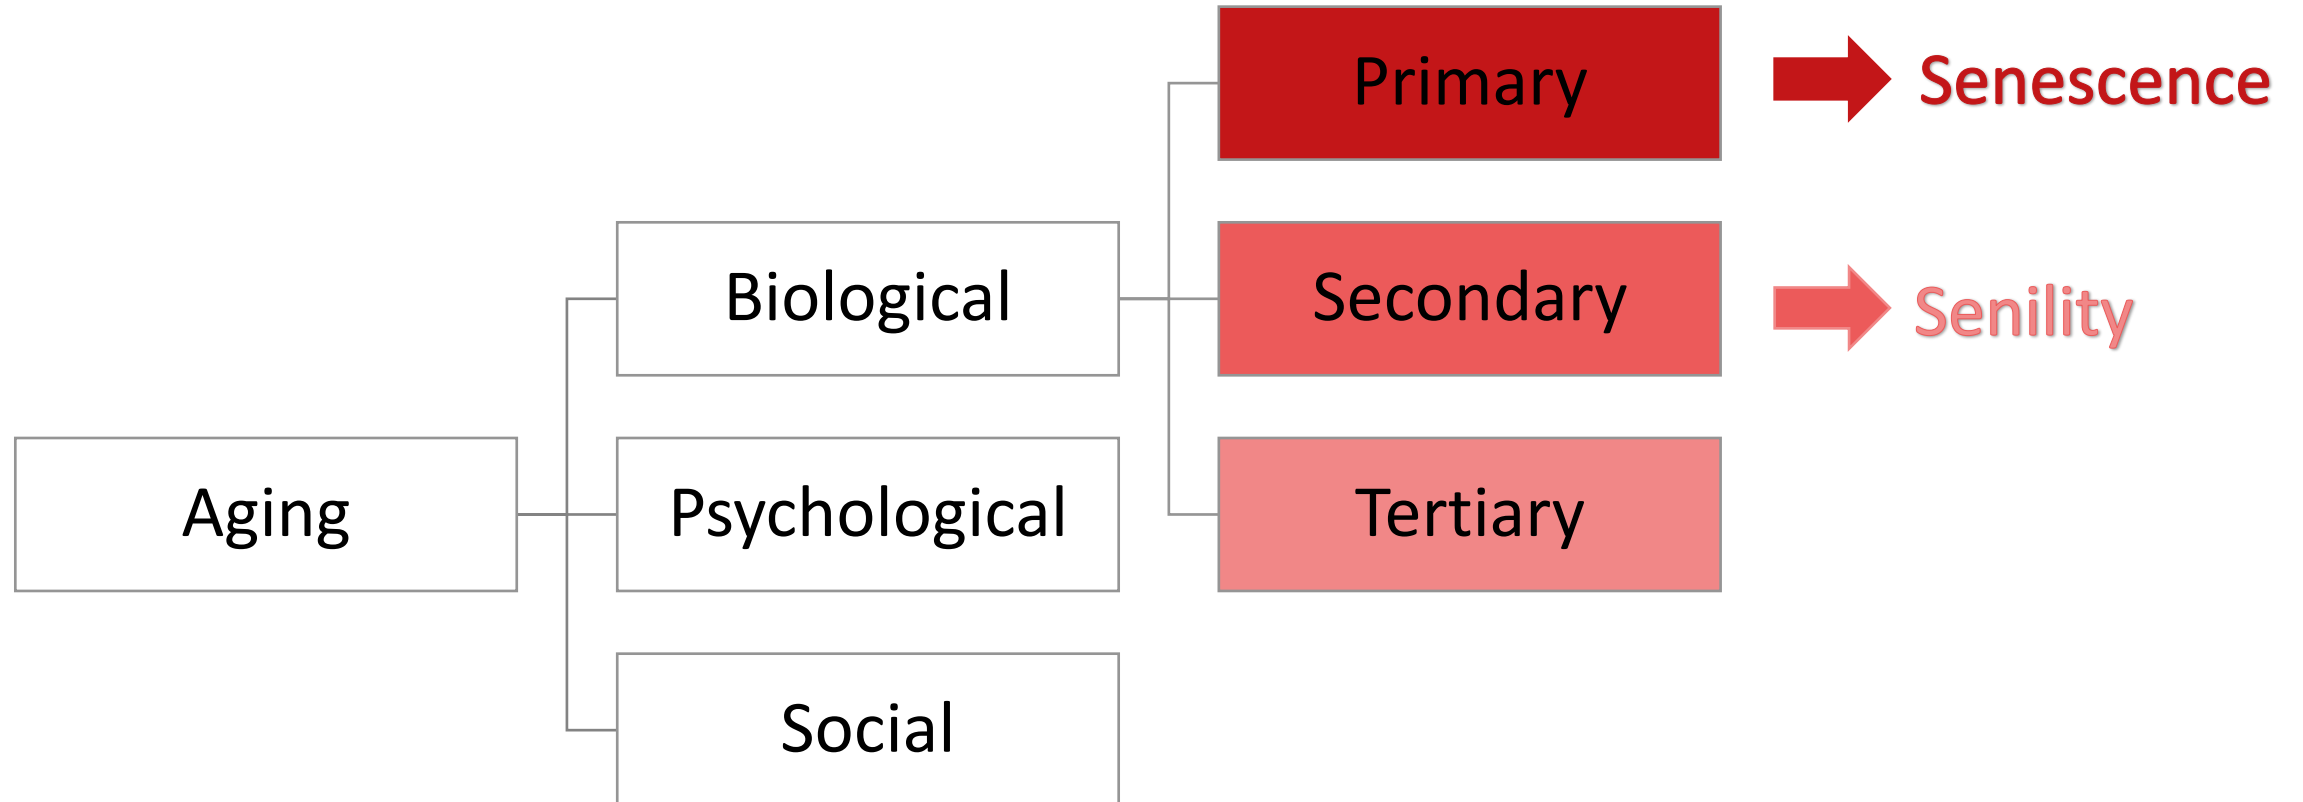 Primary
Senescence
Biological
Secondary
Senility
Aging
Psychological
Tertiary
Social